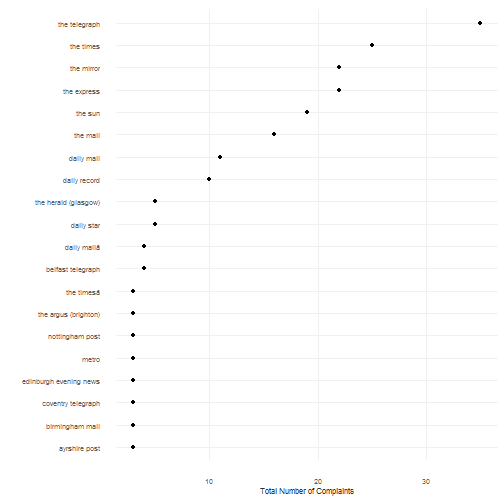 the telegraph
the times
the mirror
the express
the sun
the mail
daily mail
daily record
the herald (glasgow)
daily star
daily mailâ
belfast telegraph
the timesâ
the argus (brighton)
nottingham post
metro
edinburgh evening news
coventry telegraph
birmingham mail
ayrshire post
10 20 30
Total Number of Complaints